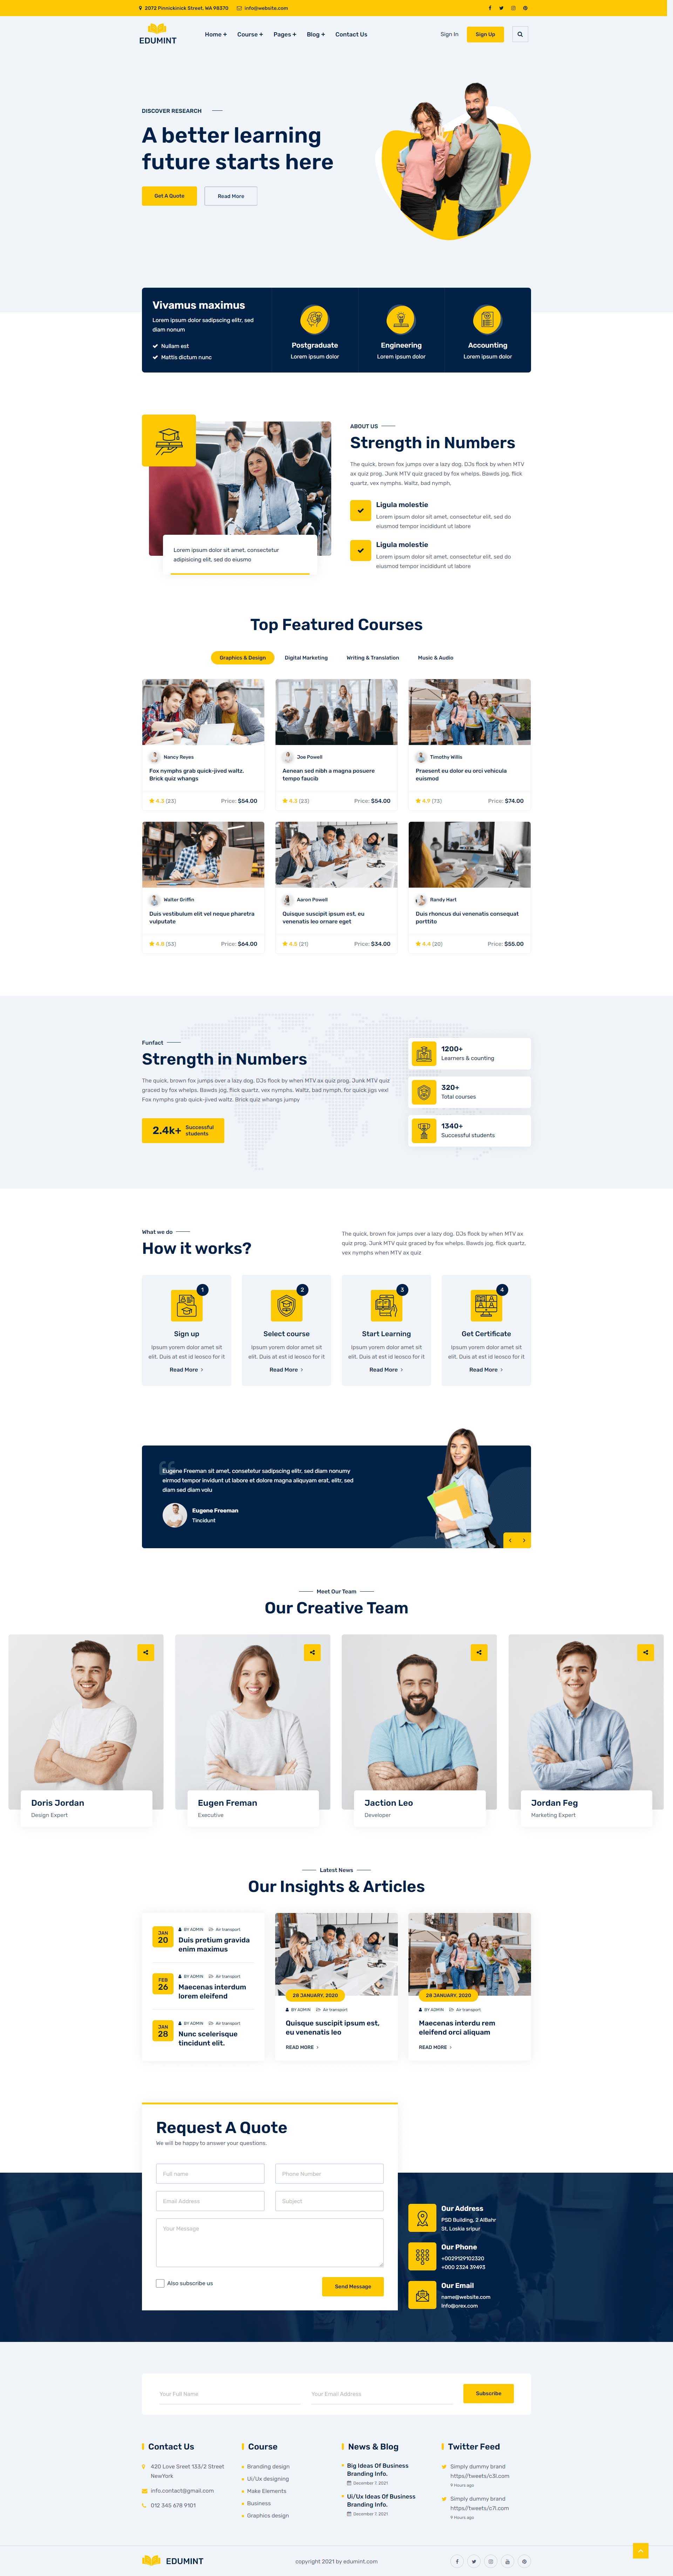 2072 Pinnickinick Street, WA 98370
info@website.com
EDUMINT
Home +
Course +
Pages +
Blog +
Contact Us
Sign In
Sign Up
DISCOVER RESEARCH
A better learning
future starts here
Get A Quote
Read More
Vivamus maximus
Lorem ipsum dolor sadipscing elitr, sed
diam nonum
Nullam est
Mattis dictum nunc
Postgraduate
Lorem ipsum dolor
Engineering
Lorem ipsum dolor
Accounting
Lorem ipsum dolor
Lorem ipsum dolor sit amet, consectetur
adipisicing elit, sed do eiusmo
ABOUT US
Strength in Numbers
The quick, brown fox jumps over a lazy dog. DJs flock by when MTV
ax quiz prog. Junk MTV quiz graced by fox whelps. Bawds jog, flick
quartz, vex nymphs. Waltz, bad nymph,
Ligula molestie
Lorem ipsum dolor sit amet, consectetur elit, sed do
eiusmod tempor incididunt ut labore
Ligula molestie
Lorem ipsum dolor sit amet, consectetur elit, sed do
eiusmod tempor incididunt ut labore
Top Featured Courses
Graphics & Design
Digital Marketing
Writing & Translation
Music & Audio
Nancy Reyes
Fox nymphs grab quick-jived waltz.
Brick quiz whangs
4.3 (23)
Price: $54.00
Joe Powell
Aenean sed nibh a magna posuere
tempo faucib
4.3 (23)
Price: $54.00
Timothy Willis
Praesent eu dolor eu orci vehicula
euismod
4.9 (73)
Price: $74.00
Walter Griffin
Duis vestibulum elit vel neque pharetra
vulputate
4.8 (53)
Price: $64.00
Aaron Powell
Quisque suscipit ipsum est, eu
venenatis leo ornare eget
4.5 (21)
Price: $34.00
Randy Hart
Duis rhoncus dui venenatis consequat
porttito
4.4 (20)
Price: $55.00
Funfact
Strength in Numbers
The quick, brown fox jumps over a lazy dog. DJs flock by when MTV ax quiz prog. Junk MTV quiz
graced by fox whelps. Bawds jog, flick quartz, vex nymphs. Waltz, bad nymph, for quick jigs vex!
Fox nymphs grab quick-jived waltz. Brick quiz whangs jumpy
2.4k+
Successful
students
1200+
Learners & counting
320+
Total courses
1340+
Successful students
What we do
How it works?
The quick, brown fox jumps over a lazy dog. DJs flock by when MTV ax
quiz prog. Junk MTV quiz graced by fox whelps. Bawds jog, flick quartz,
vex nymphs when MTV ax quiz
1
Sign up
Ipsum yorem dolor amet sit
elit. Duis at est id leosco for it
Read More
2
Select course
Ipsum yorem dolor amet sit
elit. Duis at est id leosco for it
Read More
3
Start Learning
Ipsum yorem dolor amet sit
elit. Duis at est id leosco for it
Read More
4
Get Certificate
Ipsum yorem dolor amet sit
elit. Duis at est id leosco for it
Read More
Eugene Freeman sit amet, consetetur sadipscing elitr, sed diam nonumy
eirmod tempor invidunt ut labore et dolore magna aliquyam erat, elitr, sed
diam sed diam volu
Eugene Freeman
Tincidunt
Meet Our Team
Our Creative Team
Doris Jordan
Design Expert
Eugen Freman
Executive
Jaction Leo
Developer
Jordan Feg
Marketing Expert
Latest News
Our Insights & Articles
JAN
20
BY ADMIN
Air transport
Duis pretium gravida
enim maximus
FEB
26
BY ADMIN
Air transport
Maecenas interdum
lorem eleifend
JAN
28
BY ADMIN
Air transport
Nunc scelerisque
tincidunt elit.
28 JANUARY, 2020
BY ADMIN
Air transport
Quisque suscipit ipsum est,
eu venenatis leo
READ MORE
28 JANUARY, 2020
BY ADMIN
Air transport
Maecenas interdu rem
eleifend orci aliquam
READ MORE
Request A Quote
We will be happy to answer your questions.
Full name
Phone Number
Email Address
Subject
Your Message
Also subscribe us
Send Message
Our Address
PSD Building, 2 AlBahr
St, Loskia sripur
Our Phone
+0029129102320
+000 2324 39493
Our Email
name@website.com
Info@orex.com
Your Full Name
Your Email Address
Subscribe
Contact Us
420 Love Sreet 133/2 Street
NewYork
info.contact@gmail.com
012 345 678 9101
Course
Branding design
Ui/Ux designing
Make Elements
Business
Graphics design
News & Blog
Big Ideas Of Business
Branding Info.
December 7, 2021
Ui/Ux Ideas Of Business
Branding Info.
December 7, 2021
Twitter Feed
Simply dummy brand
https//tweets/c3l.com
9 Hours ago
Simply dummy brand
https//tweets/c7l.com
9 Hours ago
EDUMINT
copyright 2021 by edumint.com